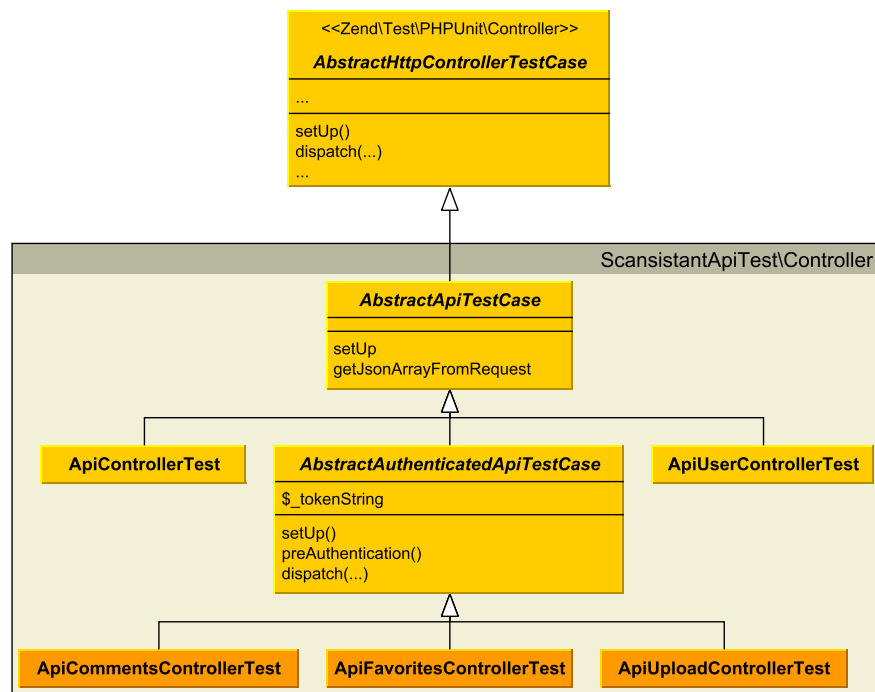 <<Zend\Test\PHPUnit\Controller>>
AbstractHttpControllerTestCase
...
setUp()
dispatch(...)
...
ScansistantApiTest\Controller
AbstractApiTestCase
setUp
getJsonArrayFromRequest
ApiControllerTest
AbstractAuthenticatedApiTestCase
ApiUserControllerTest
$_tokenString
setUp()
preAuthentication()
dispatch(...)
ApiCommentsControllerTest
ApiFavoritesControllerTest
ApiUploadControllerTest